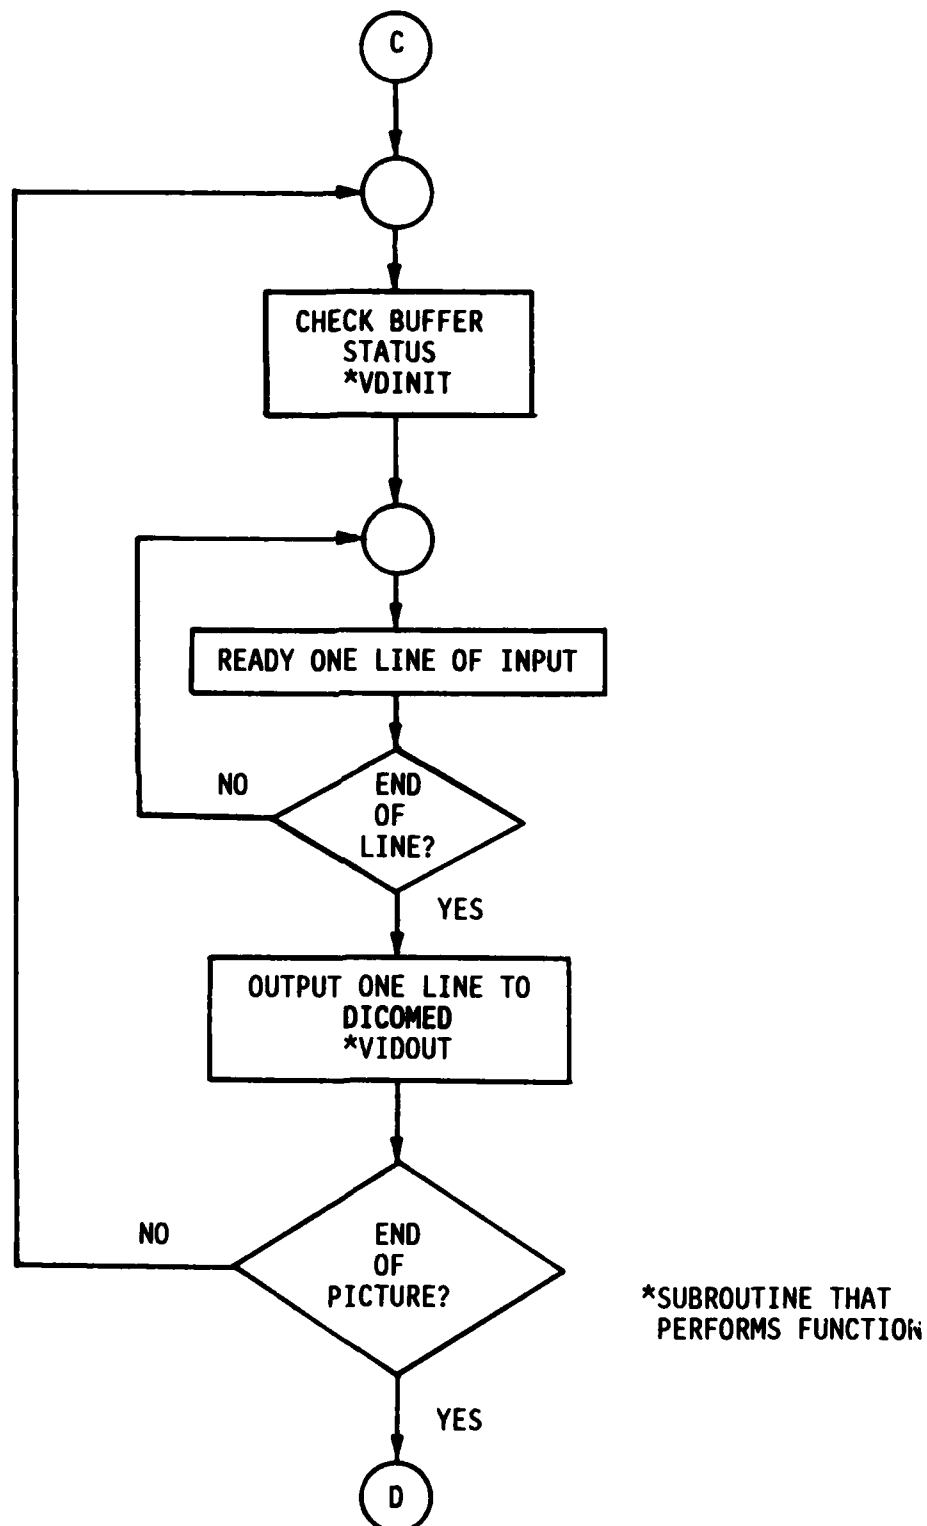 C
CHECK BUFFER
STATUS
*VDINIT
READY ONE LINE OF INPUT
NO
END
OF
LINE?
YES
OUTPUT ONE LINE TO
DICOMED
*VIDOUT
NO
END
OF
PICTURE?
*SUBROUTINE THAT
PERFORMS FUNCTION
YES
D